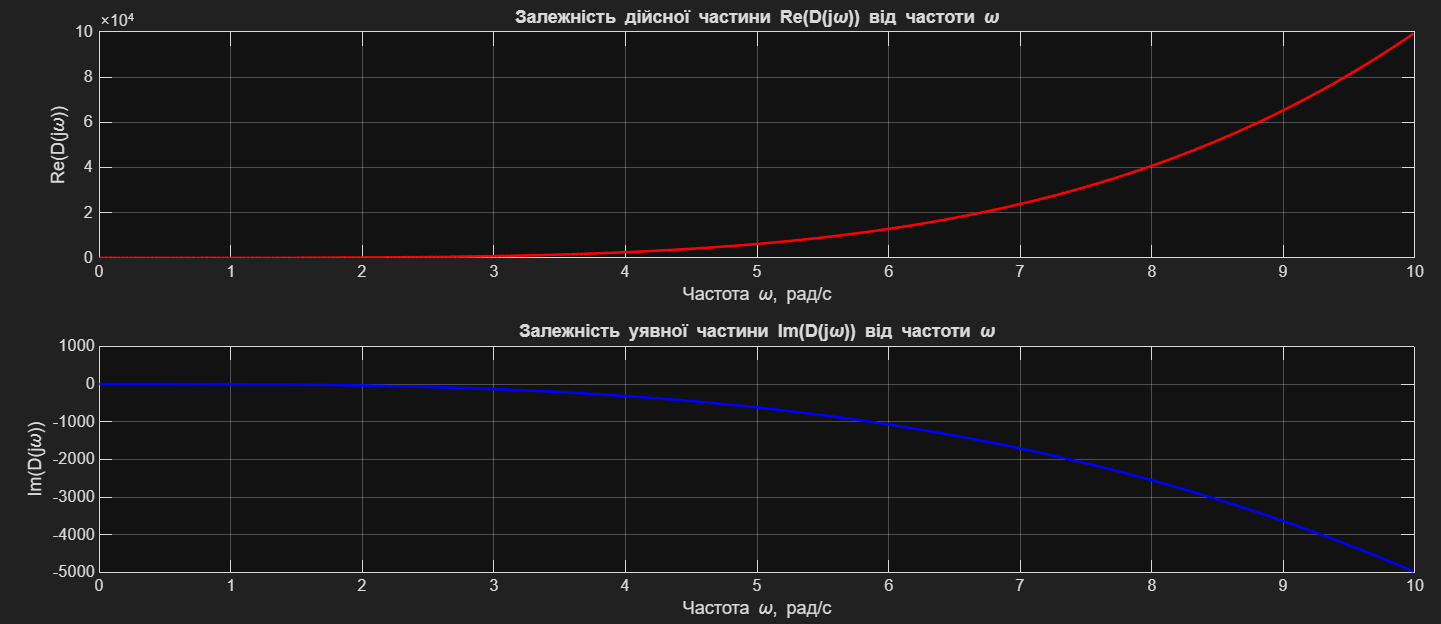 Залежність дійсної частини Re(D(jω)) від частоти ω
×10⁴
10
8
6
4
2
0
Re(D(jω))
0 1 2 3 4 5 6 7 8 9 10
Частота ω, рад/с
Залежність уявної частини Im(D(jω)) від частоти ω
1000
0
-1000
-2000
-3000
-4000
-5000
Im(D(jω))
0 1 2 3 4 5 6 7 8 9 10
Частота ω, рад/с